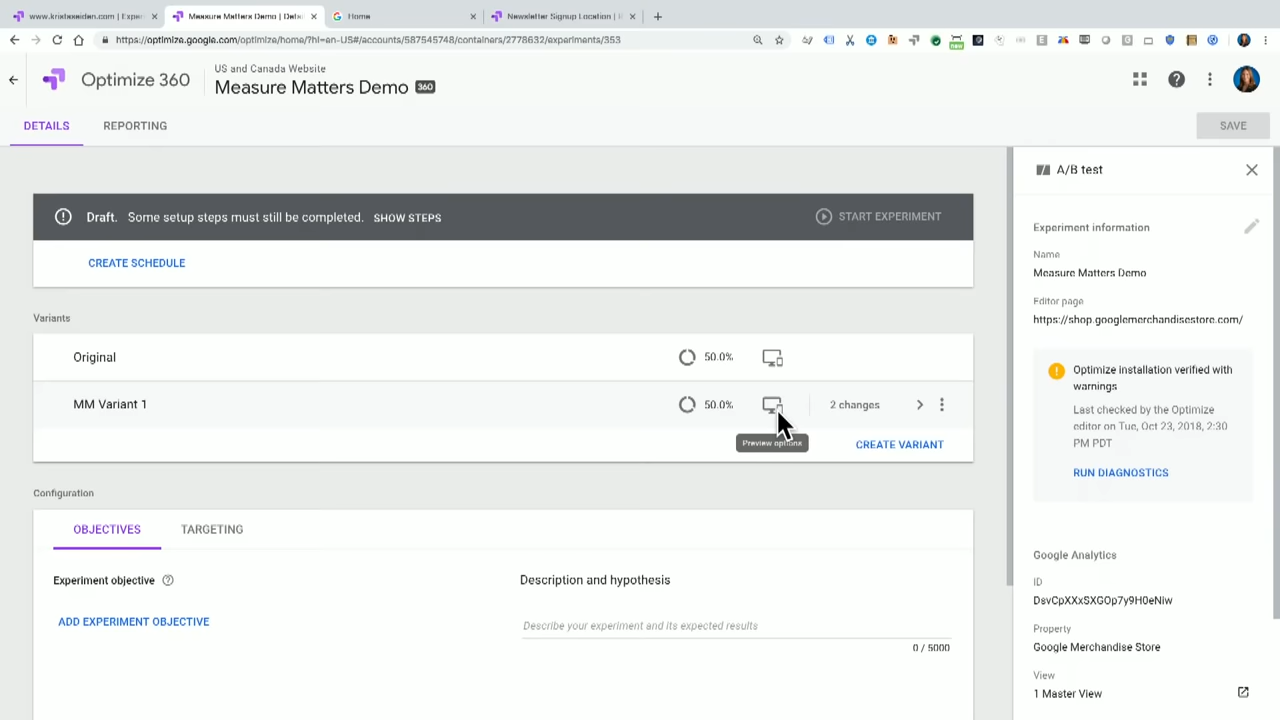 www.kristaseiden.com | Exper
Measure Matters Demo | Detai
Home
Newsletter Signup Location |
https://optimize.google.com/optimize/home/?hl=en-US#/accounts/587545748/containers/2778632/experiments/353
Optimize 360
US and Canada Website
Measure Matters Demo 360
DETAILS
REPORTING
SAVE
Draft. Some setup steps must still be completed. SHOW STEPS
START EXPERIMENT
CREATE SCHEDULE
Variants
Original
50.0%
MM Variant 1
50.0%
2 changes
Preview options
CREATE VARIANT
Configuration
OBJECTIVES
TARGETING
Experiment objective
Description and hypothesis
ADD EXPERIMENT OBJECTIVE
Describe your experiment and its expected results
0 / 5000
A/B test
Experiment information
Name
Measure Matters Demo
Editor page
https://shop.googlemerchandisestore.com/
Optimize installation verified with
warnings
Last checked by the Optimize
editor on Tue, Oct 23, 2018, 2:30
PM PDT
RUN DIAGNOSTICS
Google Analytics
ID
DsvCpXXxSXGOp7y9H0eNiw
Property
Google Merchandise Store
View
1 Master View